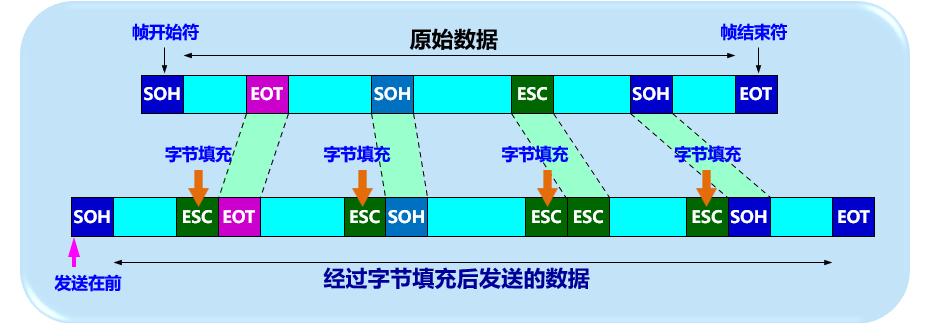 帧开始符 帧结束符
原始数据
SOH EOT SOH ESC SOH EOT
字节填充 字节填充 字节填充 字节填充
SOH ESC EOT ESC SOH ESC ESC ESC SOH EOT
发送在前
经过字节填充后发送的数据